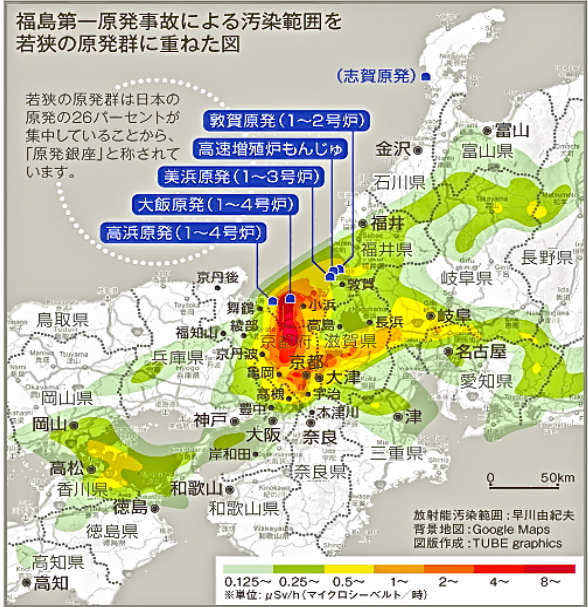 福島第一原発事故による汚染範囲を
若狭の原発群に重ねた図
若狭の原発群は日本の
原発の26パーセントが
集中していることから、
「原発銀座」と称されて
います。
(志賀原発)
敦賀原発(1〜2号炉)
高速増殖炉もんじゅ
美浜原発(1〜3号炉)
大飯原発(1〜4号炉)
高浜原発(1〜4号炉)
富山
富山県
金沢
石川県
福井
福井県
長野県
岐阜県
敦賀
京丹後
小浜
舞鶴
鳥取県
綾部
高島
長浜
岐阜
福知山
京都府
滋賀県
兵庫県
京丹波
京都
名古屋
亀岡
大津
愛知県
岡山県
高槻
宇治
豊中
木津川
岡山
神戸
大阪
奈良
津
三重県
岸和田
高松
奈良県
香川県
和歌山
徳島
和歌山県
徳島県
高知県
高知
0
50km
放射能汚染範囲:早川由紀夫
背景地図:Google Maps
図版作成:TUBE graphics
0.125〜 0.25〜 0.5〜 1〜 2〜 4〜 8〜
※単位:μSv/h(マイクロシーベルト/時)